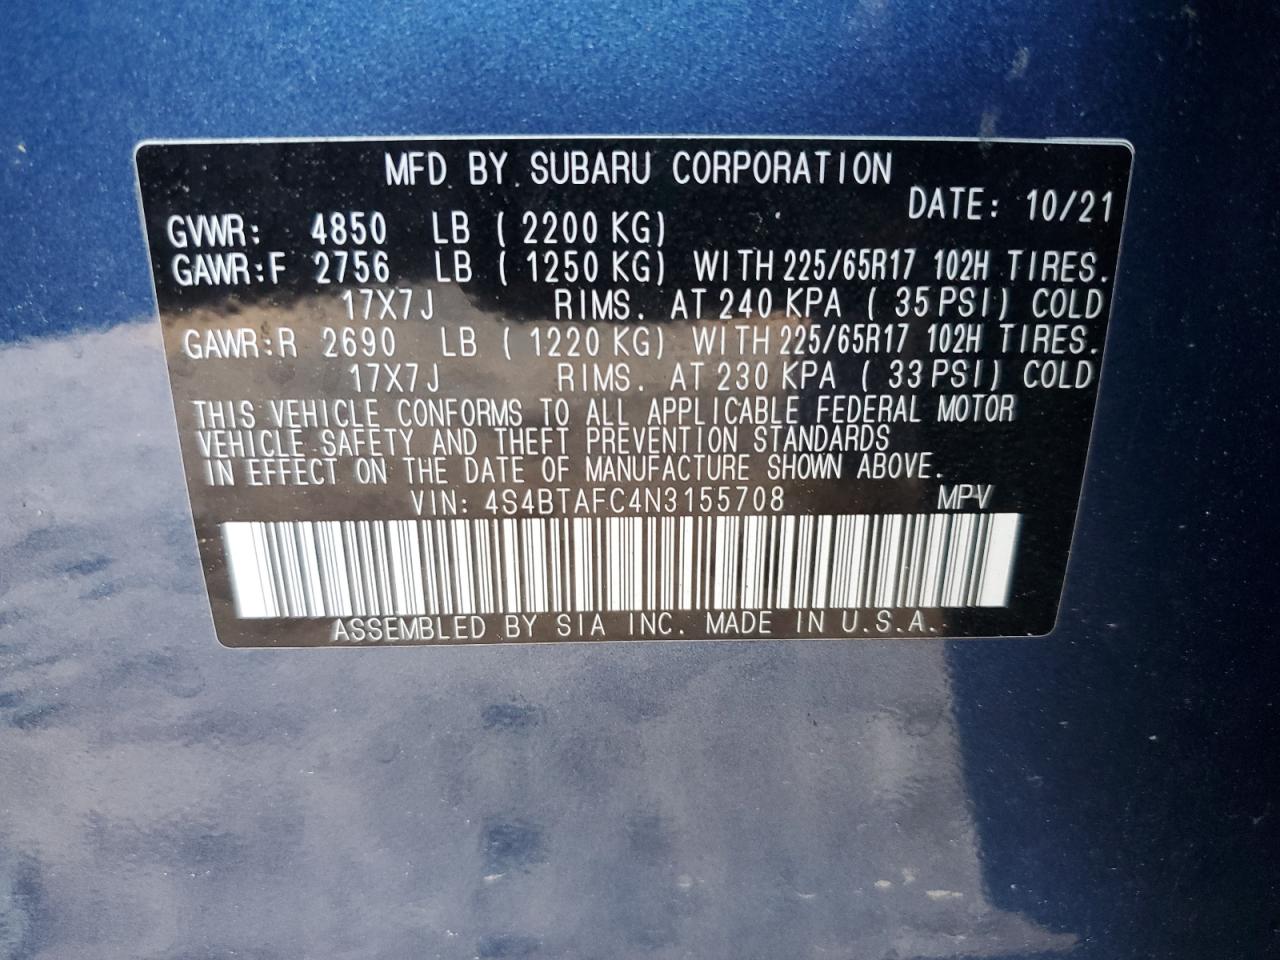 MFD BY SUBARU CORPORATION
DATE: 10/21
GVWR: 4850 LB ( 2200 KG)
GAWR:F 2756 LB ( 1250 KG) WITH 225/65R17 102H TIRES.
17X7J RIMS. AT 240 KPA ( 35 PSI) COLD
GAWR:R 2690 LB ( 1220 KG) WITH 225/65R17 102H TIRES.
17X7J RIMS. AT 230 KPA ( 33 PSI) COLD
THIS VEHICLE CONFORMS TO ALL APPLICABLE FEDERAL MOTOR
VEHICLE SAFETY AND THEFT PREVENTION STANDARDS
IN EFFECT ON THE DATE OF MANUFACTURE SHOWN ABOVE.
VIN: 4S4BTAFC4N3155708 MPV
ASSEMBLED BY SIA INC. MADE IN U.S.A.